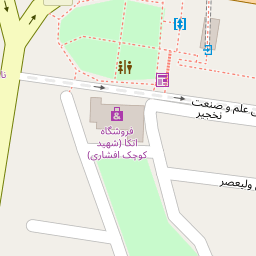 علم و صنعت
نخجیر
فروشگاه
اتکا (شهید
کوچک افشاری)
ولیعصر